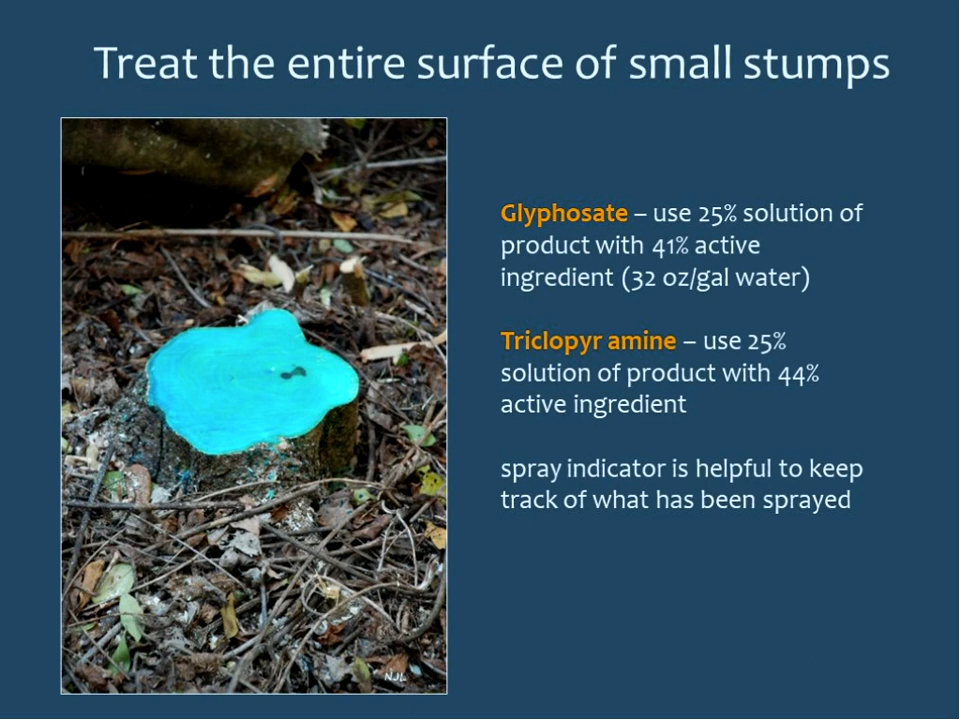 Treat the entire surface of small stumps
Glyphosate – use 25% solution of
product with 41% active
ingredient (32 oz/gal water)
Triclopyr amine – use 25%
solution of product with 44%
active ingredient
spray indicator is helpful to keep
track of what has been sprayed
N.J.L.